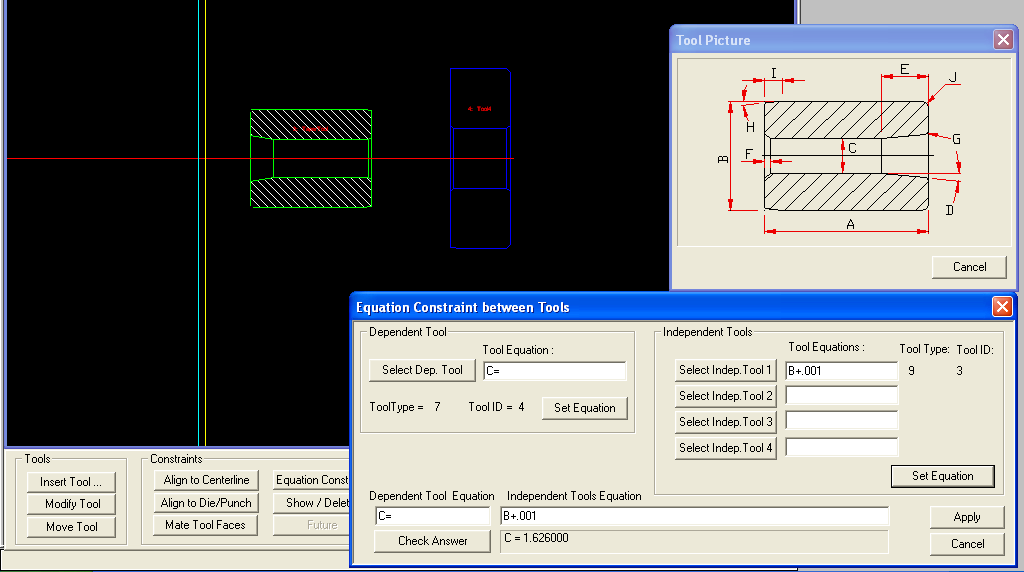 Tool Picture
I
E
J
H
G
B
F
C
D
A
Cancel
Equation Constraint between Tools
Dependent Tool
Tool Equation :
Select Dep. Tool
C=
ToolType = 7
Tool ID = 4
Set Equation
Independent Tools
Tool Equations :
Tool Type:
Tool ID:
Select Indep.Tool 1
B+.001
9
3
Select Indep.Tool 2
Select Indep.Tool 3
Select Indep.Tool 4
Set Equation
Dependent Tool Equation
Independent Tools Equation
C=
B+.001
Apply
Check Answer
C = 1.626000
Cancel
Tools
Insert Tool ...
Modify Tool
Move Tool
Constraints
Align to Centerline
Equation Const
Align to Die/Punch
Show / Delet
Mate Tool Faces
Future